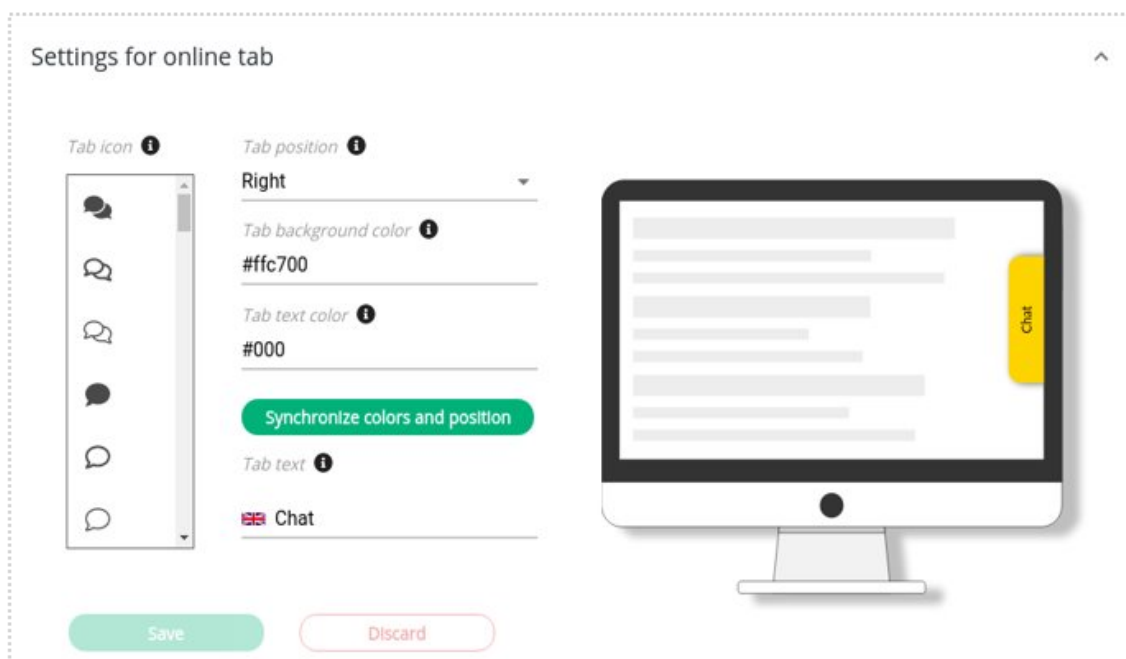 Settings for online tab
Tab icon
Tab position
Right
Tab background color
#ffc700
Tab text color
#000
Synchronize colors and position
Tab text
Chat
Chat
Save
Discard